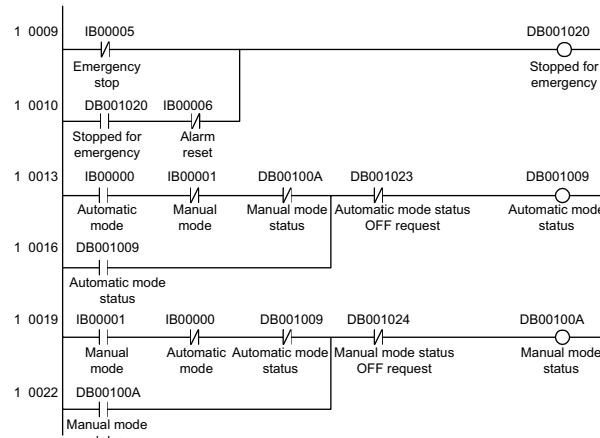 1 0009 IB00005 DB001020
Emergency
stop
Stopped for
emergency
1 0010 DB001020 IB00006
Stopped for
emergency
Alarm
reset
1 0013 IB00000 IB00001 DB00100A DB001023 DB001009
Automatic
mode
Manual
mode
Manual mode
status
Automatic mode status
OFF request
Automatic mode
status
1 0016 DB001009
Automatic mode
status
1 0019 IB00001 IB00000 DB001009 DB001024 DB00100A
Manual
mode
Automatic
mode
Automatic mode
status
Manual mode status
OFF request
Manual mode
status
1 0022 DB00100A
Manual mode